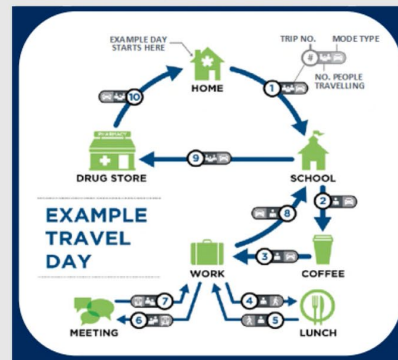 EXAMPLE DAY
STARTS HERE
TRIP NO.
MODE TYPE
#
NO. PEOPLE
TRAVELLING
HOME
1
10
PHARMACY
DRUG STORE
9
SCHOOL
2
8
EXAMPLE
TRAVEL
DAY
WORK
3
COFFEE
7
6
MEETING
4
5
LUNCH